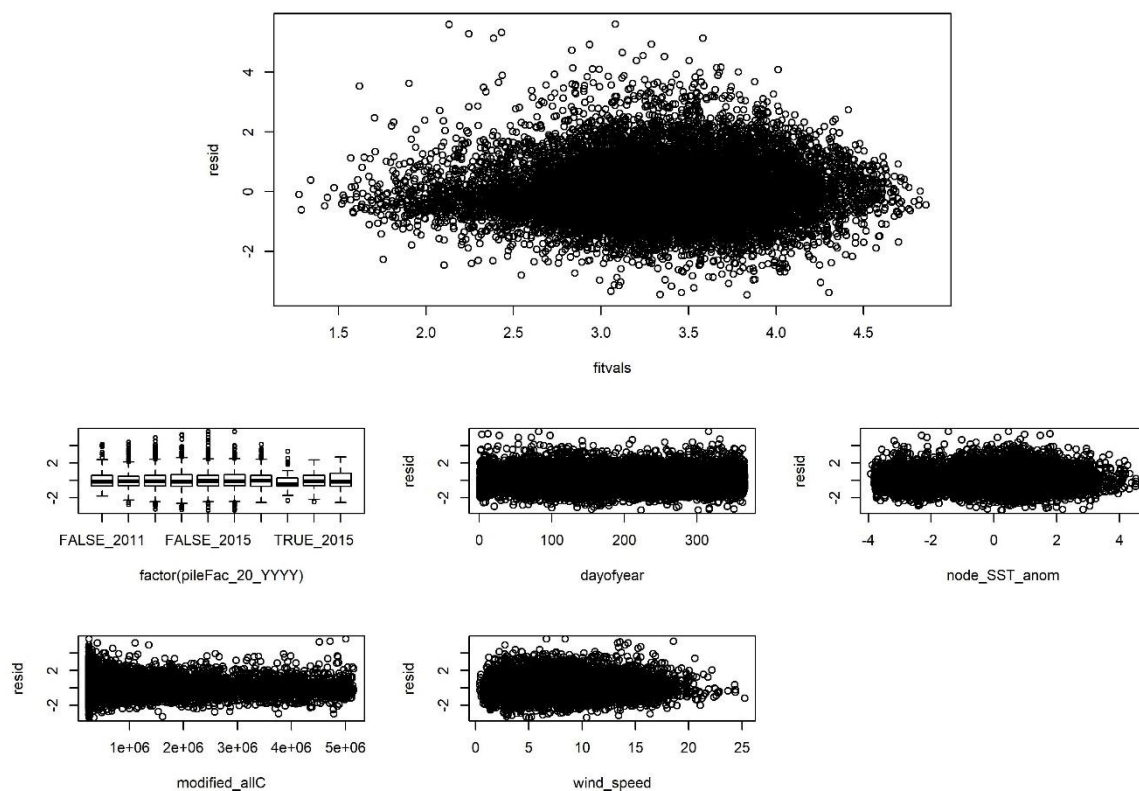 resid
4
2
0
-2
1.5 2.0 2.5 3.0 3.5 4.0 4.5
fitvals
resid
2
-2
FALSE_2011 FALSE_2015 TRUE_2015
factor(pileFac_20_YYYY)
resid
2
-2
0 100 200 300
dayofyear
resid
2
-2
-4 -2 0 2 4
node_SST_anom
resid
2
-2
1e+06 2e+06 3e+06 4e+06 5e+06
modified_allC
resid
2
-2
0 5 10 15 20 25
wind_speed